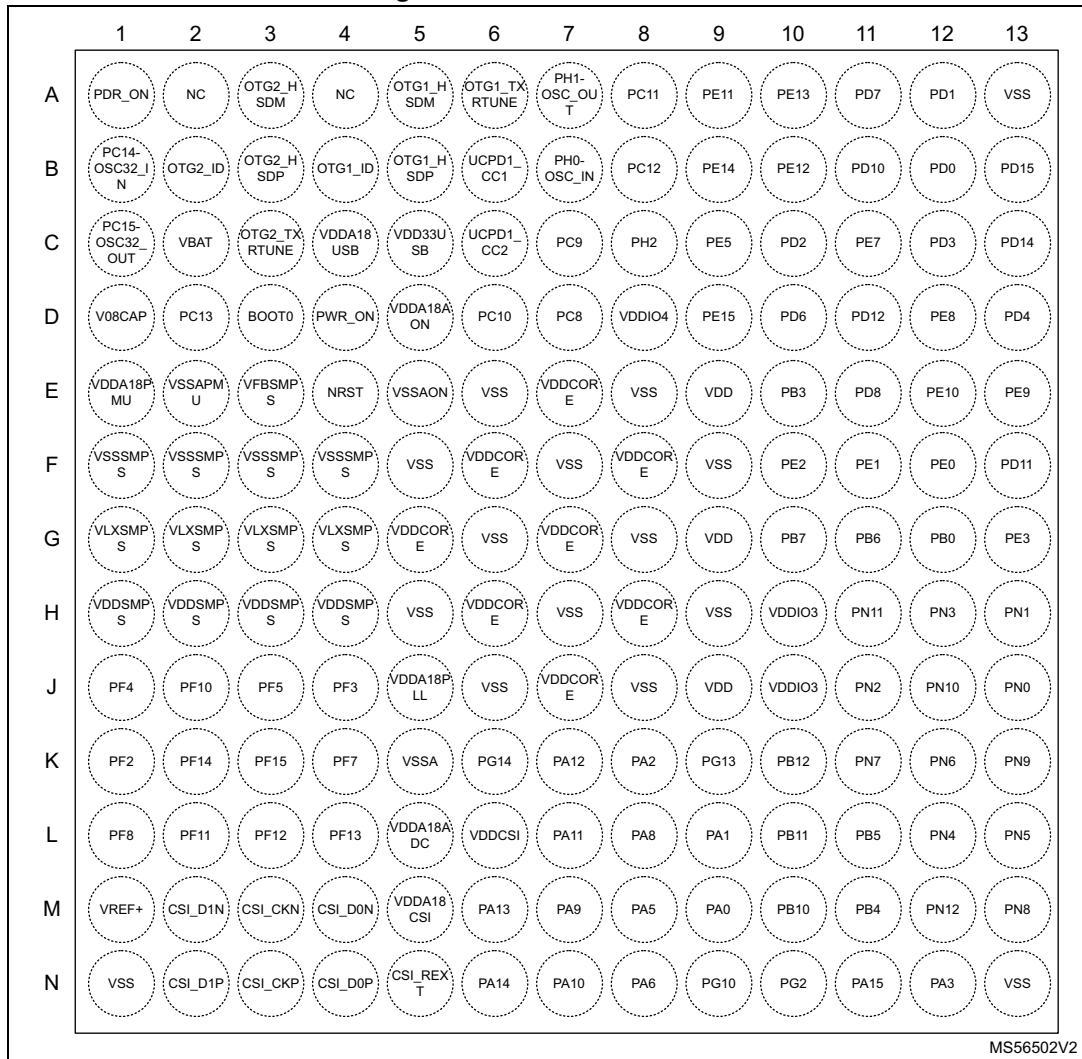 1 2 3 4 5 6 7 8 9 10 11 12 13
A PDR_ON NC OTG2_HSDM NC OTG1_HSDM OTG1_TXRTUNE PH1-OSC_OUT PC11 PE11 PE13 PD7 PD1 VSS
B PC14-OSC32_IN OTG2_ID OTG2_HSDP OTG1_ID OTG1_HSDP UCPD1_CC1 PH0-OSC_IN PC12 PE14 PE12 PD10 PD0 PD15
C PC15-OSC32_OUT VBAT OTG2_TXRTUNE VDDA18USB VDD33USB UCPD1_CC2 PC9 PH2 PE5 PD2 PE7 PD3 PD14
D V08CAP PC13 BOOT0 PWR_ON VDDA18AON PC10 PC8 VDDIO4 PE15 PD6 PD12 PE8 PD4
E VDDA18PMU VSSAPMU VFBSMPS NRST VSSAON VSS VDDCORE VSS VDD PB3 PD8 PE10 PE9
F VSSSMPS VSSSMPS VSSSMPS VSSSMPS VSS VDDCORE VSS VDDCORE VSS PE2 PE1 PE0 PD11
G VLXSMPS VLXSMPS VLXSMPS VLXSMPS VDDCORE VSS VDDCORE VSS VDD PB7 PB6 PB0 PE3
H VDDSMPS VDDSMPS VDDSMPS VDDSMPS VSS VDDCORE VSS VDDCORE VSS VDDIO3 PN11 PN3 PN1
J PF4 PF10 PF5 PF3 VDDA18PLL VSS VDDCORE VSS VDD VDDIO3 PN2 PN10 PN0
K PF2 PF14 PF15 PF7 VSSA PG14 PA12 PA2 PG13 PB12 PN7 PN6 PN9
L PF8 PF11 PF12 PF13 VDDA18ADC VDDCSI PA11 PA8 PA1 PB11 PB5 PN4 PN5
M VREF+ CSI_D1N CSI_CKN CSI_D0N VDDA18CSI PA13 PA9 PA5 PA0 PB10 PB4 PN12 PN8
N VSS CSI_D1P CSI_CKP CSI_D0P CSI_REXT PA14 PA10 PA6 PG10 PG2 PA15 PA3 VSS
MS56502V2